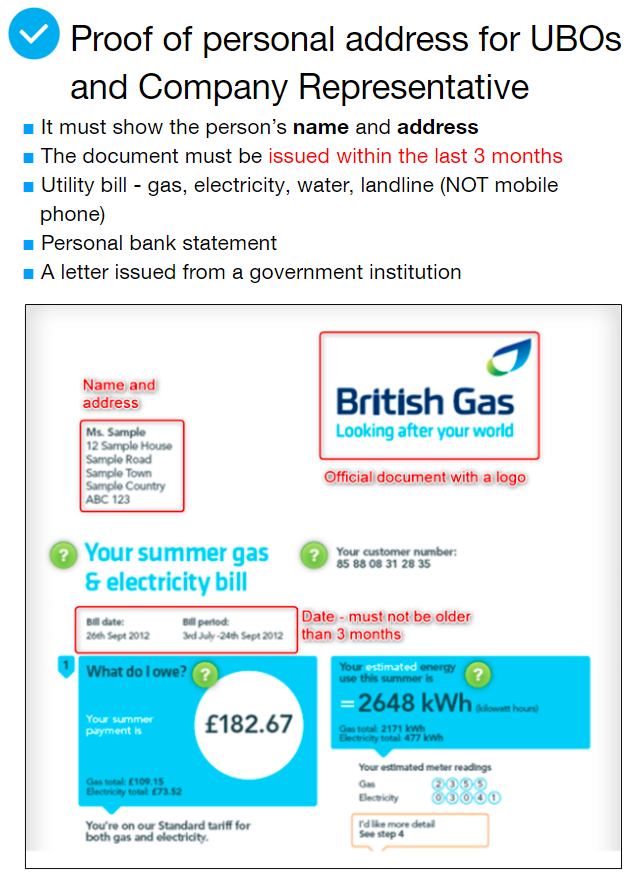 Proof of personal address for UBOs
and Company Representative
It must show the person’s name and address
The document must be issued within the last 3 months
Utility bill - gas, electricity, water, landline (NOT mobile
phone)
Personal bank statement
A letter issued from a government institution
Name and
address
Ms. Sample
12 Sample House
Sample Road
Sample Town
Sample Country
ABC 123
British Gas
Looking after your world
Official document with a logo
?
Your summer gas
& electricity bill
?
Your customer number:
85 88 08 31 28 35
Bill date:
26th Sept 2012
Bill period:
3rd July -24th Sept 2012
Date - must not be older
than 3 months
1
What do I owe?
?
Your summer
payment is
£182.67
Gas total: £109.15
Electricity total: £73.52
You're on our Standard tariff for
both gas and electricity.
Your estimated energy
use this summer is
?
= 2648 kWh (kilowatt hours)
Gas total: 2171 kWh
Electricity total: 477 kWh
Your estimated meter readings
Gas 2 3 5 5
Electricity 0 3 0 4 1
I'd like more detail
See step 4